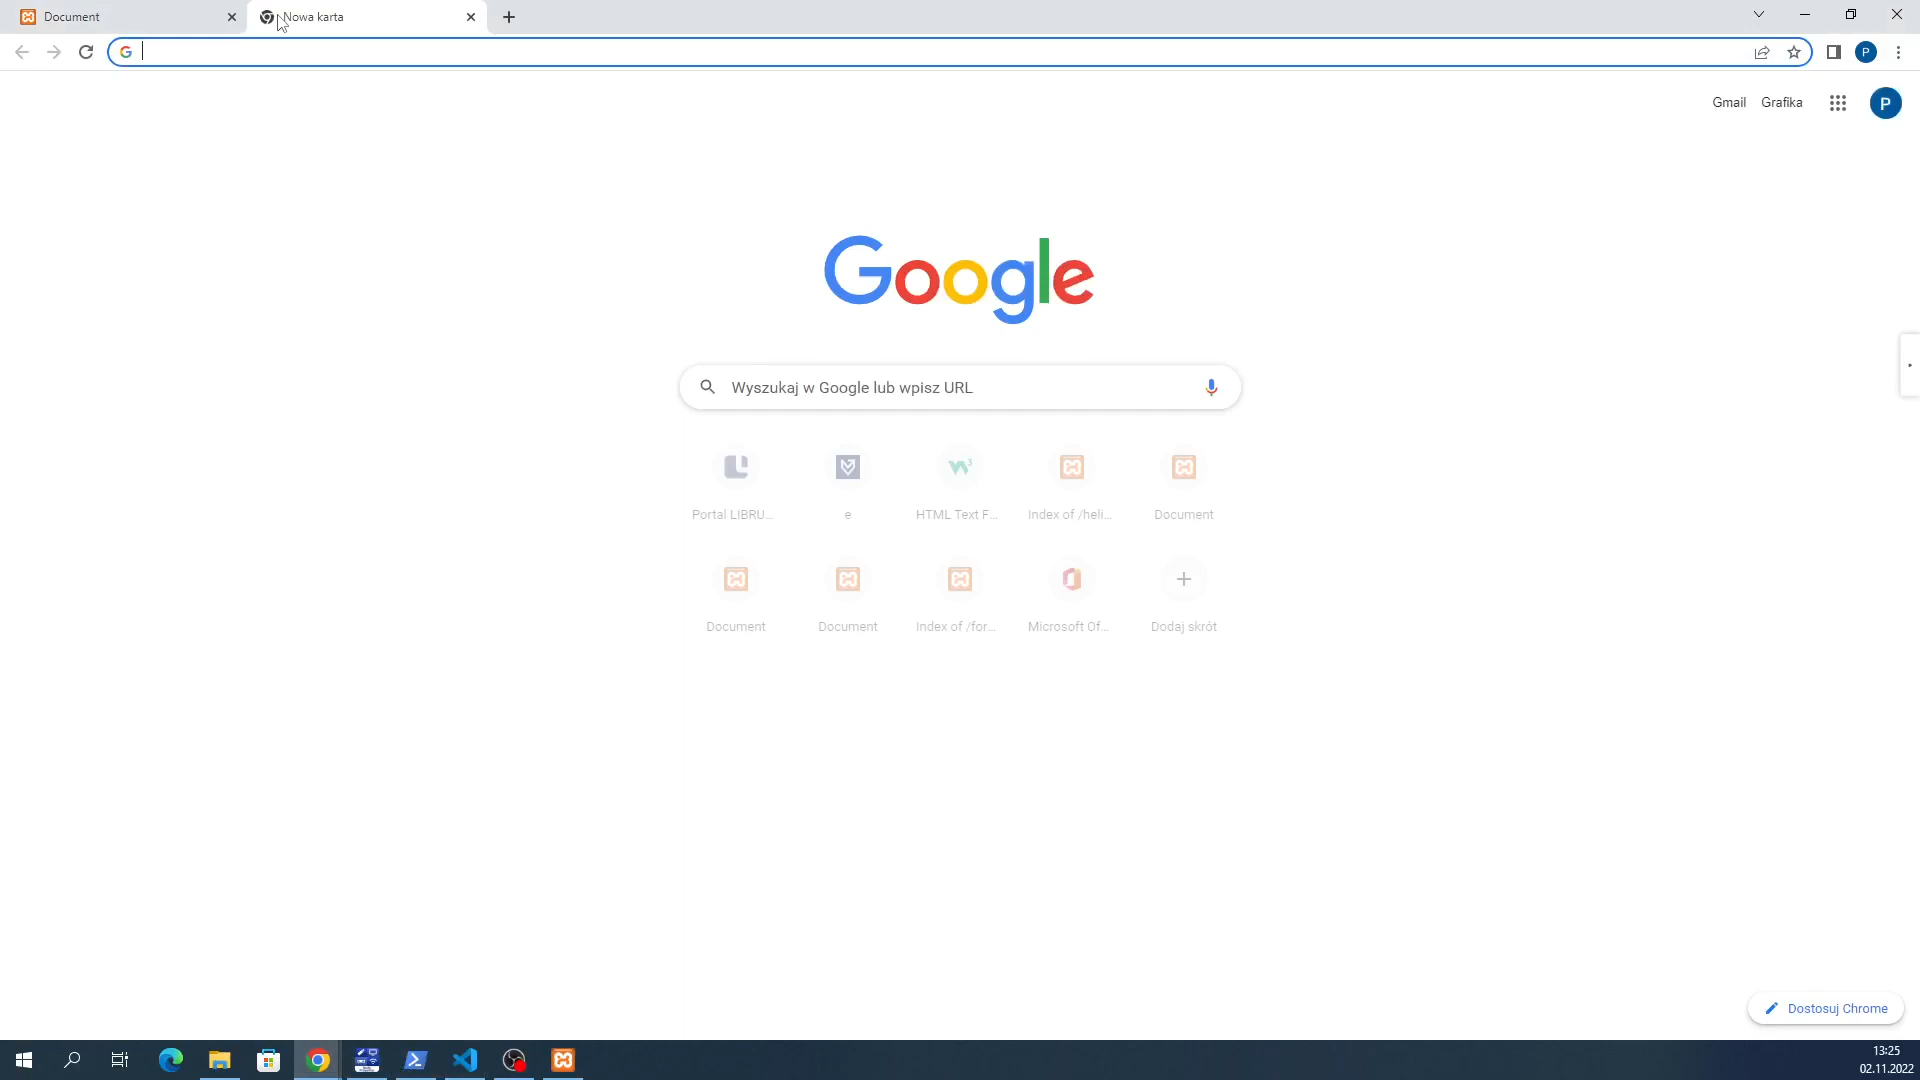 Document
Nowa karta
Gmail Grafika
P
P
Google
Wyszukaj w Google lub wpisz URL
Portal LIBRU...
e
HTML Text F...
Index of /heli...
Document
Document
Document
Index of /for...
Microsoft Of...
Dodaj skrót
Dostosuj Chrome
13:25
02.11.2022